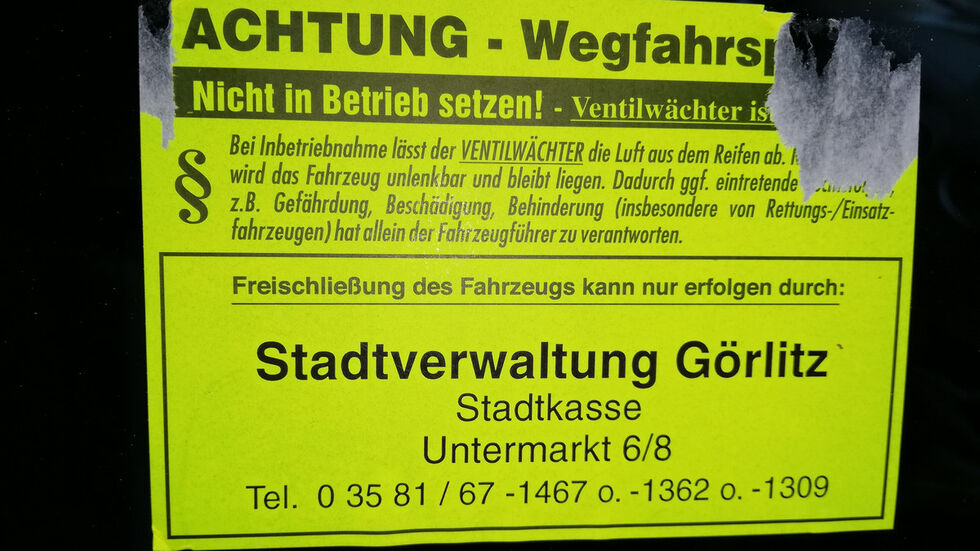 ACHTUNG - Wegfahrsp
Nicht in Betrieb setzen! - Ventilwächter is
§
Bei Inbetriebnahme lässt der VENTILWÄCHTER die Luft aus dem Reifen ab.
wird das Fahrzeug unlenkbar und bleibt liegen. Dadurch ggf. eintretende
z.B. Gefährdung, Beschädigung, Behinderung (insbesondere von Rettungs-/Einsatz-
fahrzeugen) hat allein der Fahrzeugführer zu verantworten.
Freischließung des Fahrzeugs kann nur erfolgen durch:
Stadtverwaltung Görlitz
Stadtkasse
Untermarkt 6/8
Tel. 0 35 81 / 67 -1467 o. -1362 o. -1309